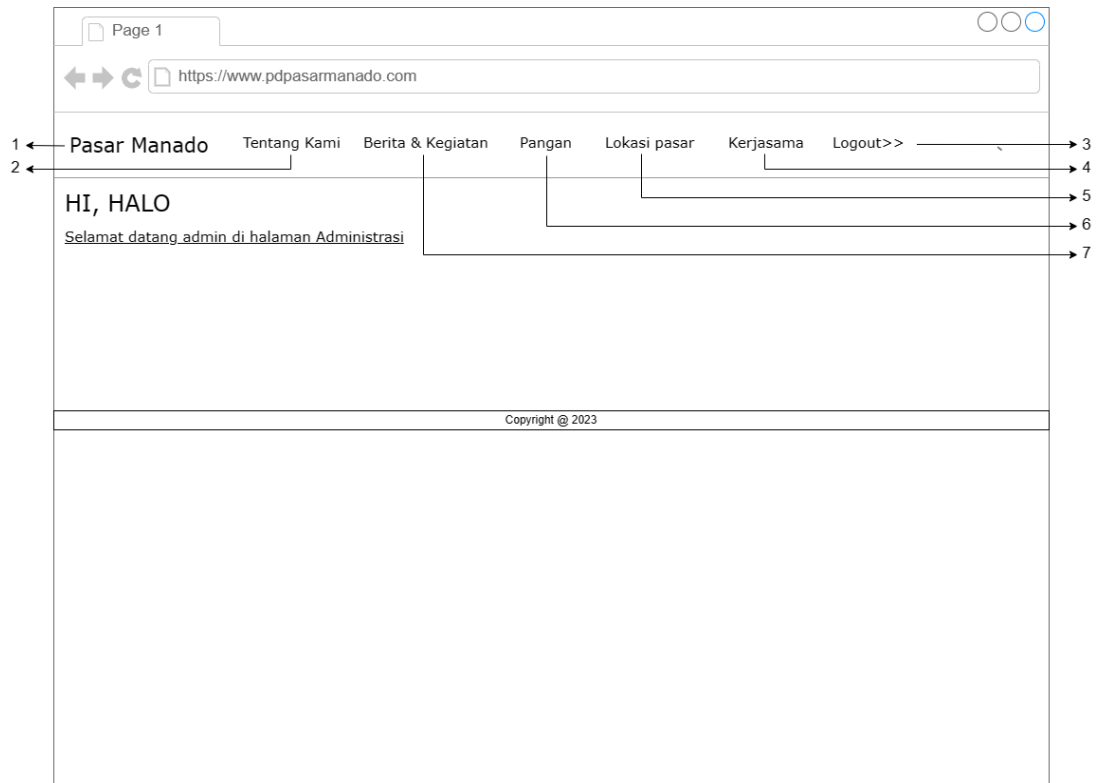 Page 1
https://www.pdpasarmanado.com
1 Pasar Manado Tentang Kami Berita & Kegiatan Pangan Lokasi pasar Kerjasama Logout>> 3
2 4
HI, HALO 5
6
Selamat datang admin di halaman Administrasi
7
Copyright @ 2023